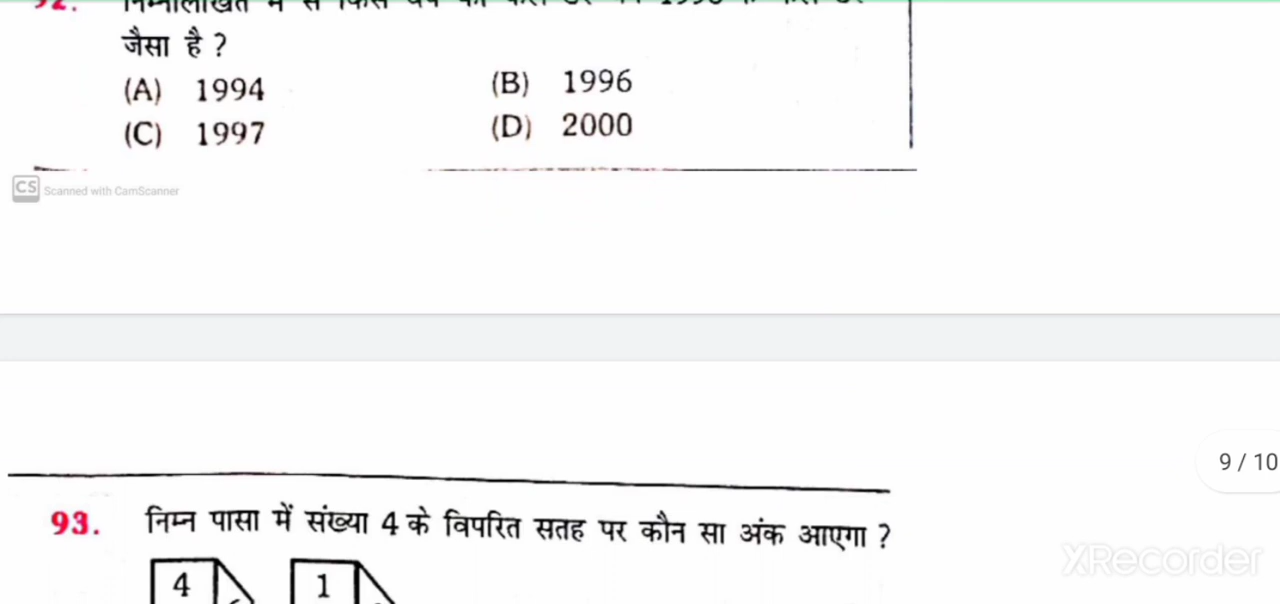 जैसा है ?
(A) 1994 (B) 1996
(C) 1997 (D) 2000
CS Scanned with CamScanner
9 / 10
93. निम्न पासा में संख्या 4 के विपरित सतह पर कौन सा अंक आएगा ?
XRecorder
4 1